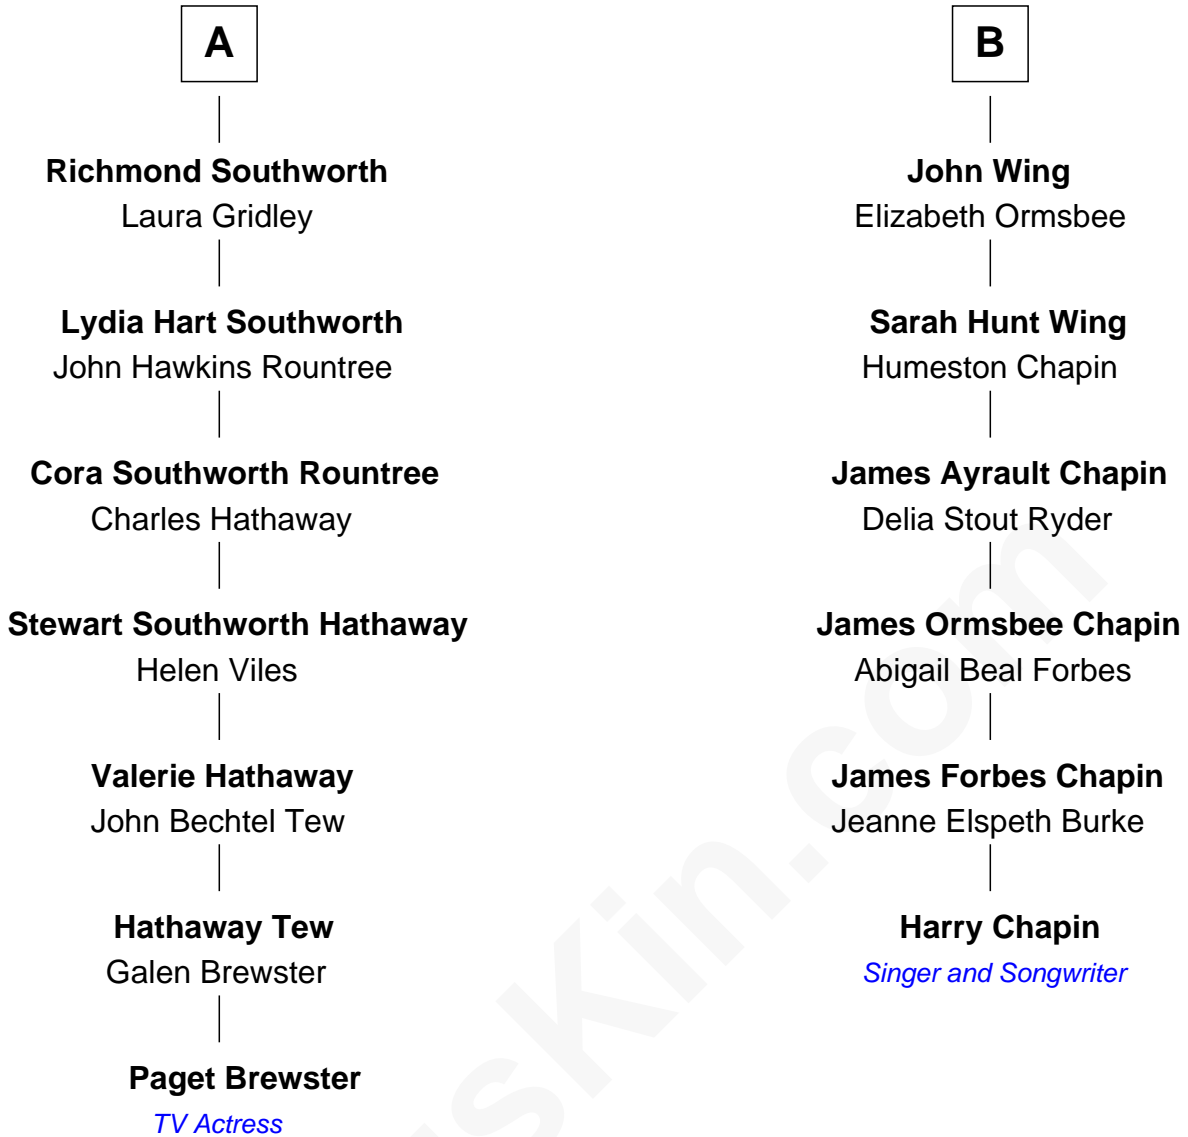 A
Richmond Southworth
Laura Gridley
Lydia Hart Southworth
John Hawkins Rountree
Cora Southworth Rountree
Charles Hathaway
Stewart Southworth Hathaway
Helen Viles
Valerie Hathaway
John Bechtel Tew
Hathaway Tew
Galen Brewster
Paget Brewster
TV Actress
B
John Wing
Elizabeth Ormsbee
Sarah Hunt Wing
Humeston Chapin
James Ayrault Chapin
Delia Stout Ryder
James Ormsbee Chapin
Abigail Beal Forbes
James Forbes Chapin
Jeanne Elspeth Burke
Harry Chapin
Singer and Songwriter